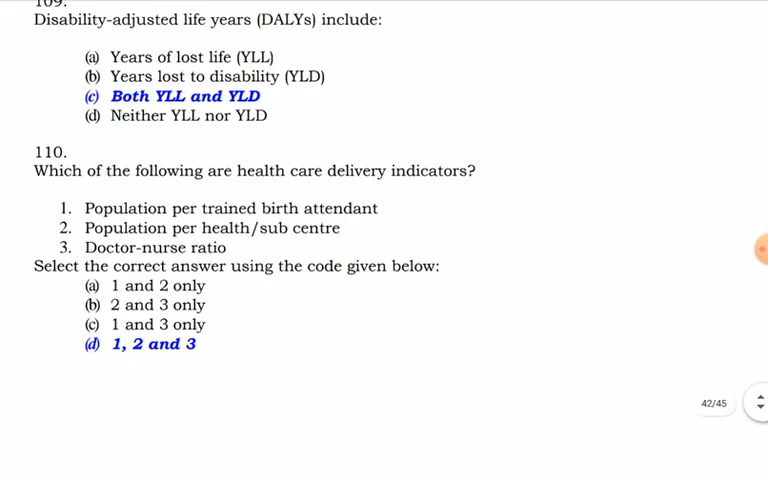 109.
Disability-adjusted life years (DALYs) include:
(a) Years of lost life (YLL)
(b) Years lost to disability (YLD)
(c) Both YLL and YLD
(d) Neither YLL nor YLD
110.
Which of the following are health care delivery indicators?
1. Population per trained birth attendant
2. Population per health/sub centre
3. Doctor-nurse ratio
Select the correct answer using the code given below:
(a) 1 and 2 only
(b) 2 and 3 only
(c) 1 and 3 only
(d) 1, 2 and 3
42/45